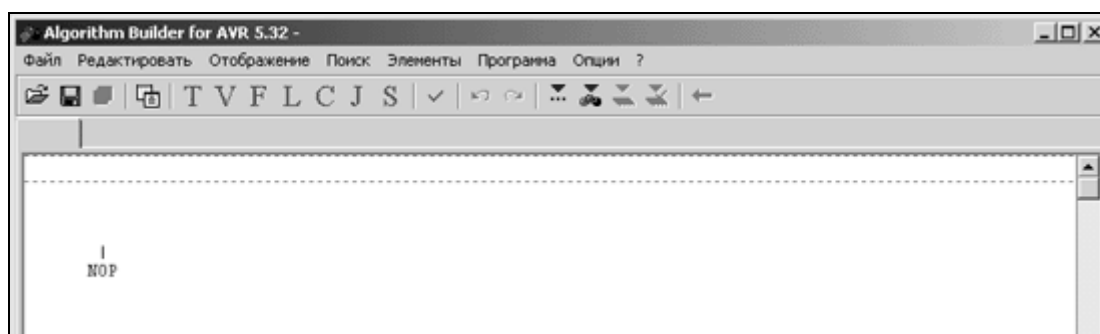 Algorithm Builder for AVR 5.32 -
Файл Редактировать Отображение Поиск Элементы Программа Опции ?
T V F L C J S
NOP